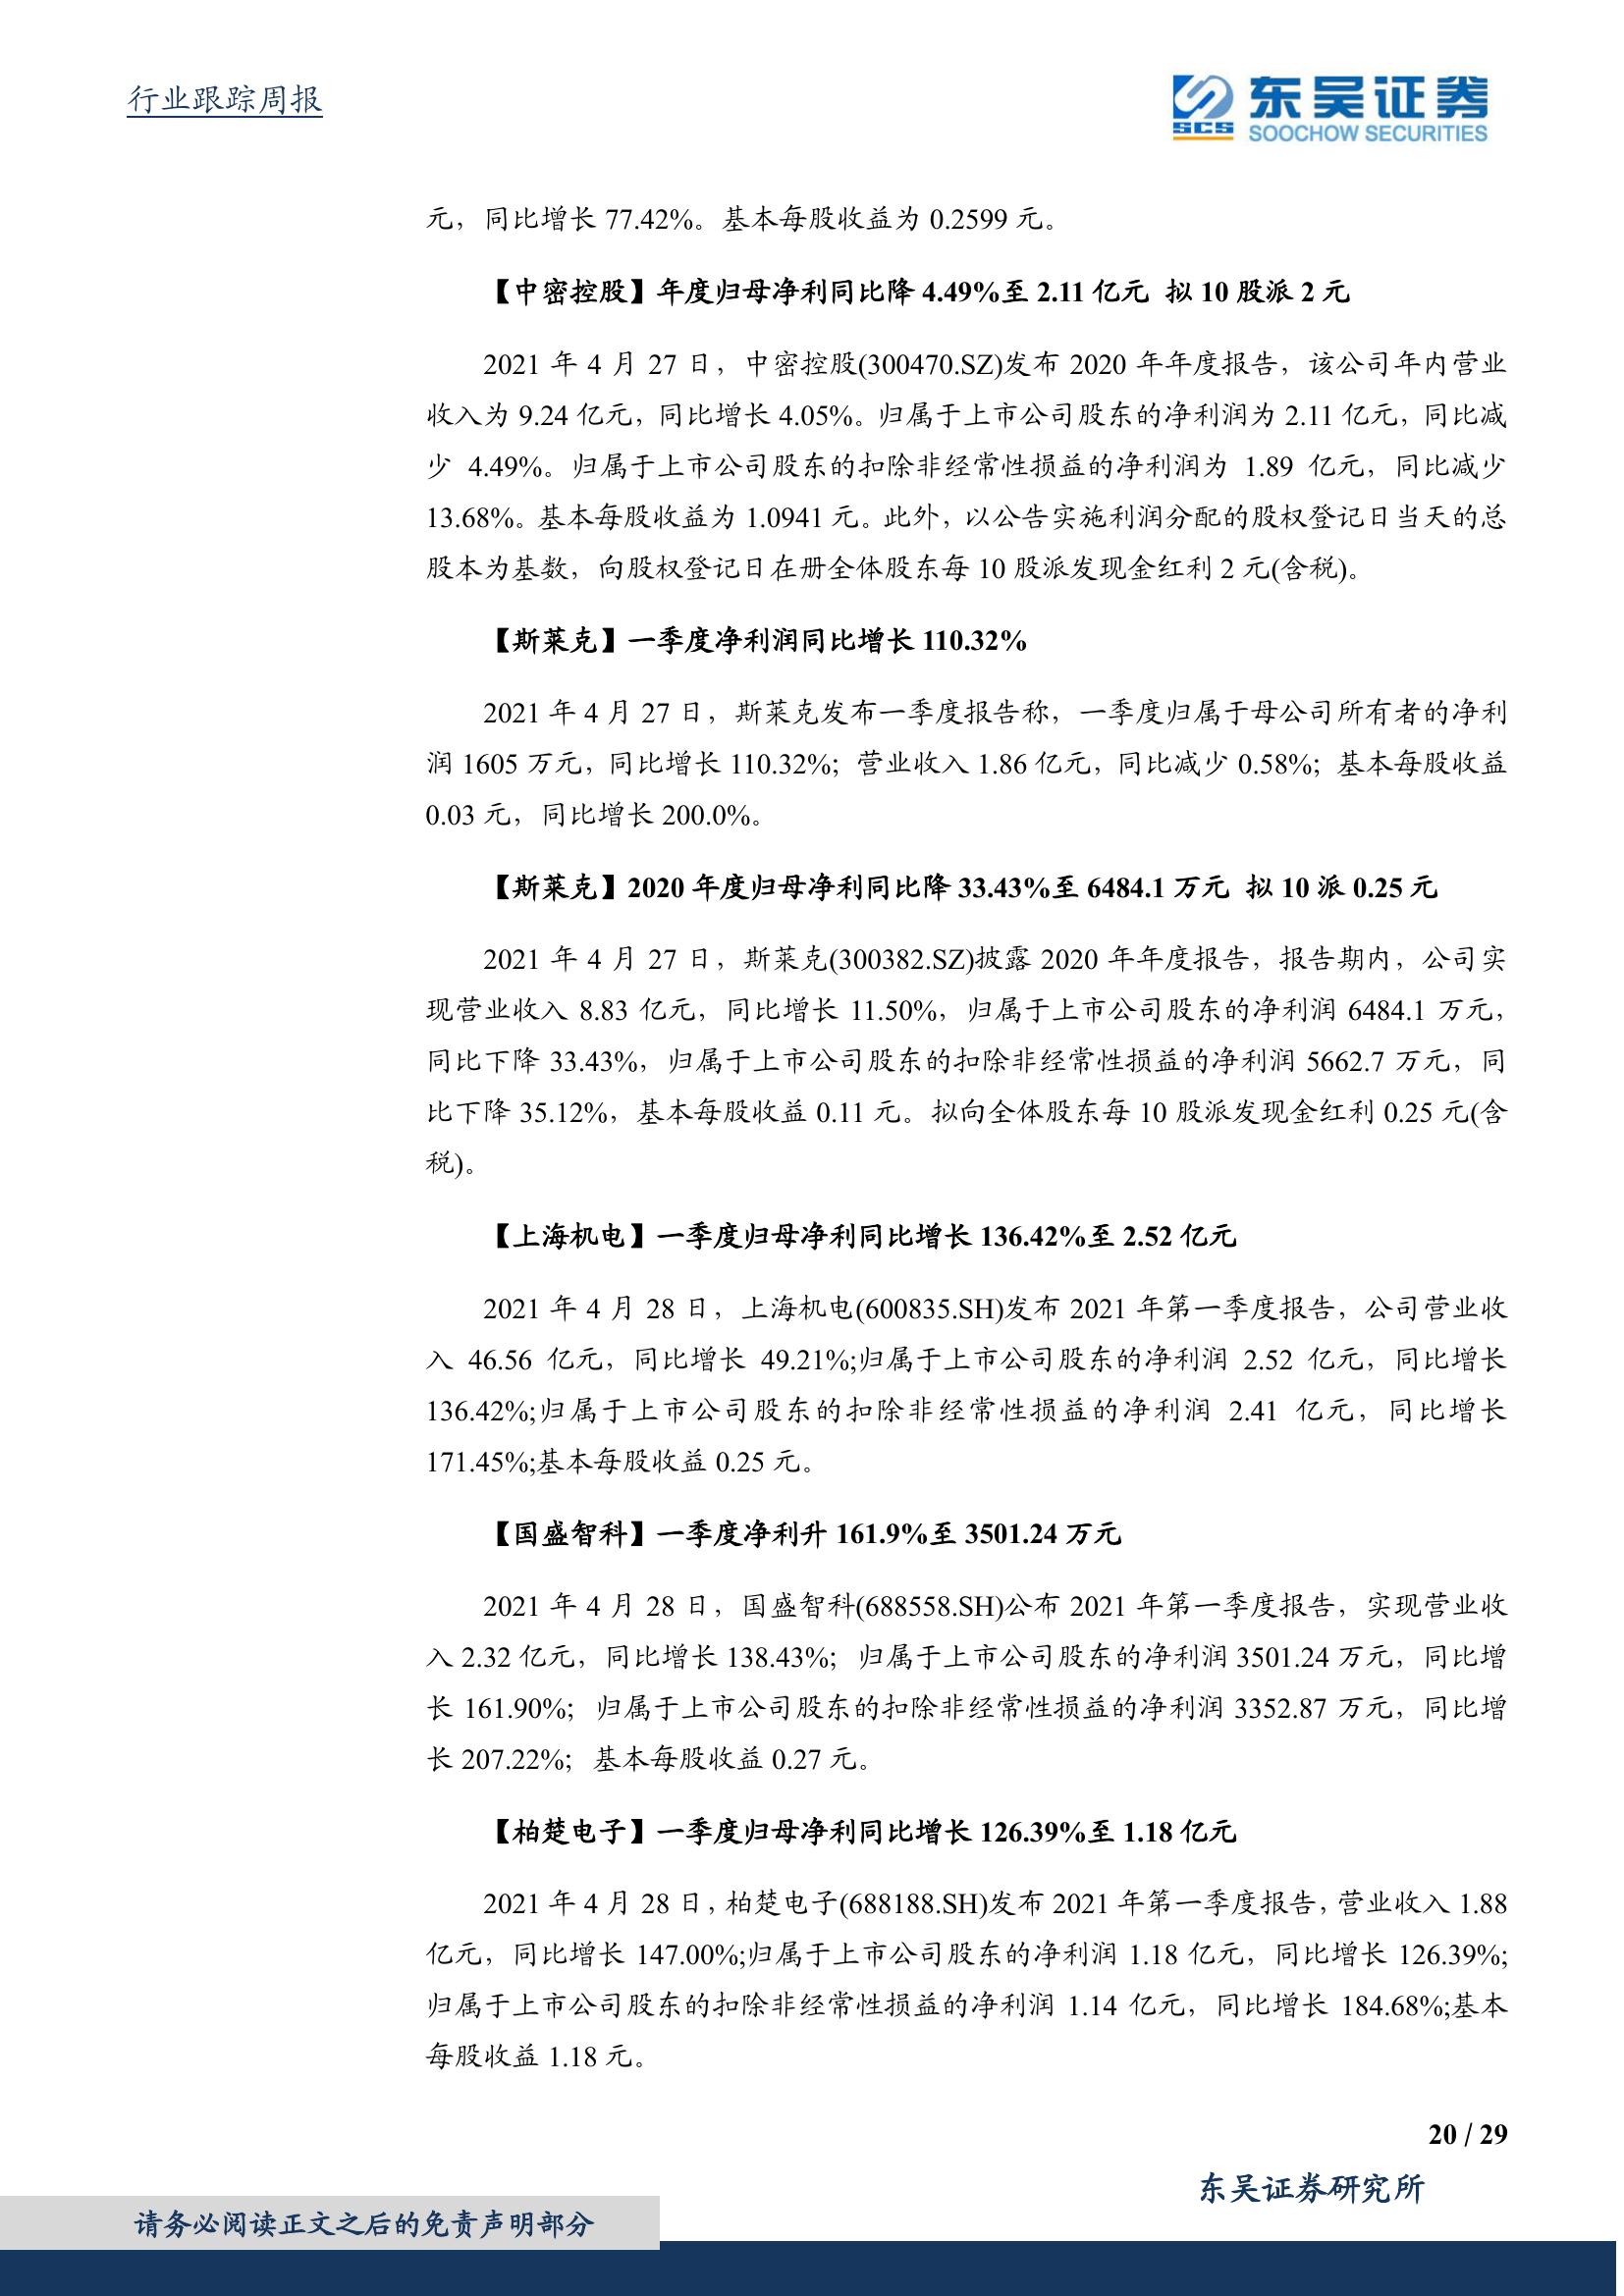 行业跟踪周报
SCS 东吴证券
SOOCHOW SECURITIES
元，同比增长 77.42%。基本每股收益为 0.2599 元。
【中密控股】年度归母净利同比降 4.49%至 2.11 亿元 拟 10 股派 2 元
2021 年 4 月 27 日，中密控股(300470.SZ)发布 2020 年年度报告，该公司年内营业
收入为 9.24 亿元，同比增长 4.05%。归属于上市公司股东的净利润为 2.11 亿元，同比减
少 4.49%。归属于上市公司股东的扣除非经常性损益的净利润为 1.89 亿元，同比减少
13.68%。基本每股收益为 1.0941 元。此外，以公告实施利润分配的股权登记日当天的总
股本为基数，向股权登记日在册全体股东每 10 股派发现金红利 2 元(含税)。
【斯莱克】一季度净利润同比增长 110.32%
2021 年 4 月 27 日，斯莱克发布一季度报告称，一季度归属于母公司所有者的净利
润 1605 万元，同比增长 110.32%；营业收入 1.86 亿元，同比减少 0.58%；基本每股收益
0.03 元，同比增长 200.0%。
【斯莱克】2020 年度归母净利同比降 33.43%至 6484.1 万元 拟 10 派 0.25 元
2021 年 4 月 27 日，斯莱克(300382.SZ)披露 2020 年年度报告，报告期内，公司实
现营业收入 8.83 亿元，同比增长 11.50%，归属于上市公司股东的净利润 6484.1 万元，
同比下降 33.43%，归属于上市公司股东的扣除非经常性损益的净利润 5662.7 万元，同
比下降 35.12%，基本每股收益 0.11 元。拟向全体股东每 10 股派发现金红利 0.25 元(含
税)。
【上海机电】一季度归母净利同比增长 136.42%至 2.52 亿元
2021 年 4 月 28 日，上海机电(600835.SH)发布 2021 年第一季度报告，公司营业收
入 46.56 亿元，同比增长 49.21%;归属于上市公司股东的净利润 2.52 亿元，同比增长
136.42%;归属于上市公司股东的扣除非经常性损益的净利润 2.41 亿元，同比增长
171.45%;基本每股收益 0.25 元。
【国盛智科】一季度净利升 161.9%至 3501.24 万元
2021 年 4 月 28 日，国盛智科(688558.SH)公布 2021 年第一季度报告，实现营业收
入 2.32 亿元，同比增长 138.43%；归属于上市公司股东的净利润 3501.24 万元，同比增
长 161.90%；归属于上市公司股东的扣除非经常性损益的净利润 3352.87 万元，同比增
长 207.22%；基本每股收益 0.27 元。
【柏楚电子】一季度归母净利同比增长 126.39%至 1.18 亿元
2021 年 4 月 28 日，柏楚电子(688188.SH)发布 2021 年第一季度报告，营业收入 1.88
亿元，同比增长 147.00%;归属于上市公司股东的净利润 1.18 亿元，同比增长 126.39%;
归属于上市公司股东的扣除非经常性损益的净利润 1.14 亿元，同比增长 184.68%;基本
每股收益 1.18 元。
20 / 29
东吴证券研究所
请务必阅读正文之后的免责声明部分